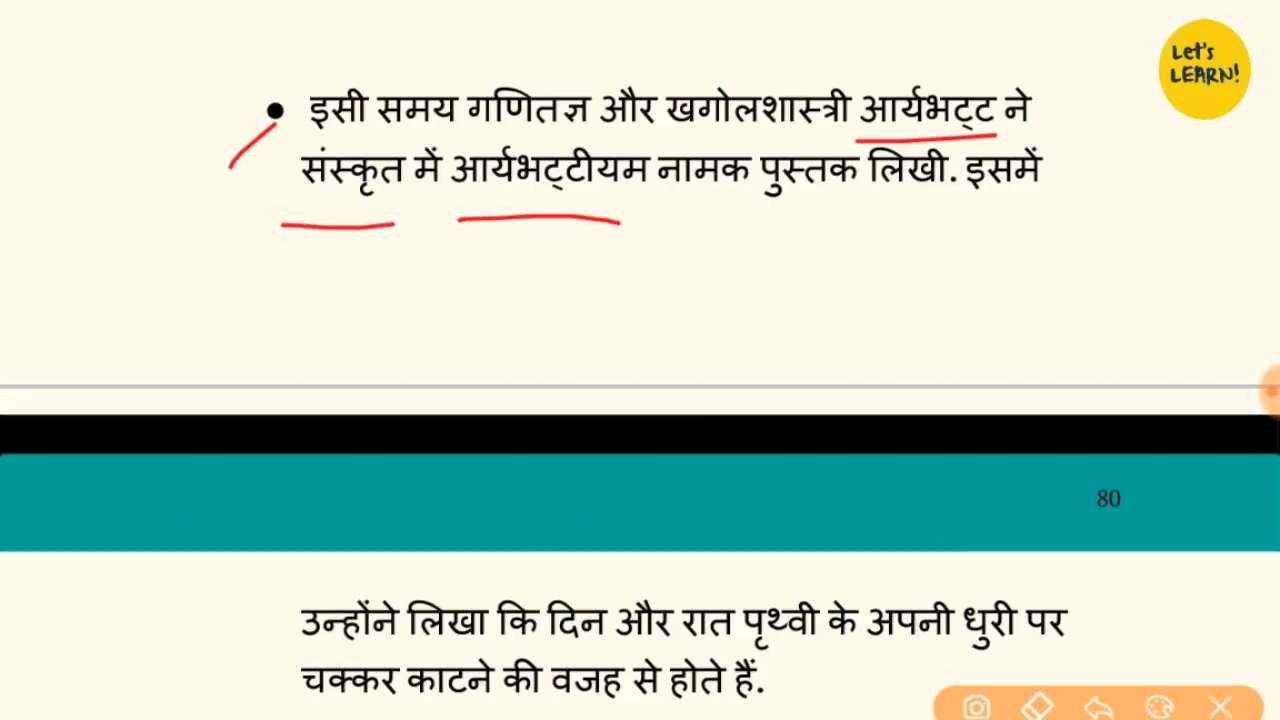 Let's
LEARN!
• इसी समय गणितज्ञ और खगोलशास्त्री आर्यभट्ट ने
संस्कृत में आर्यभट्टीयम नामक पुस्तक लिखी. इसमें
80
उन्होंने लिखा कि दिन और रात पृथ्वी के अपनी धुरी पर
चक्कर काटने की वजह से होते हैं.